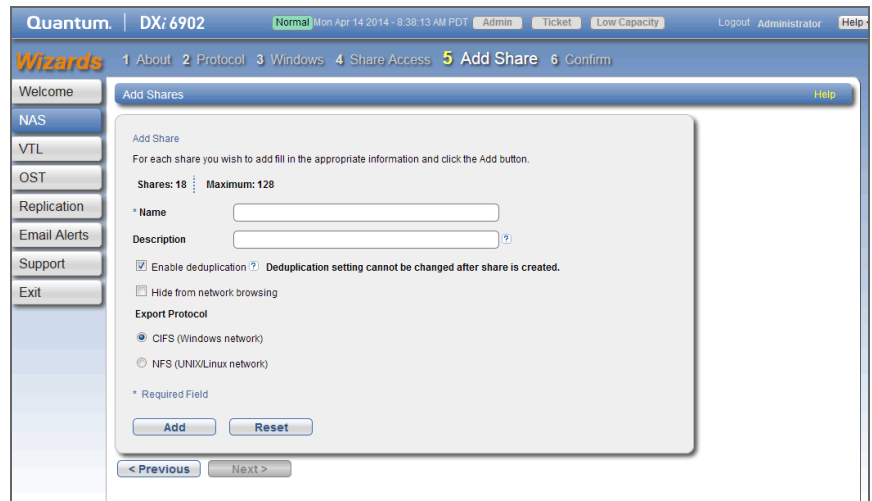 Quantum. DXi 6902 Normal Mon Apr 14 2014 - 8:38:13 AM PDT Admin Ticket Low Capacity Logout Administrator Help
Wizards 1 About 2 Protocol 3 Windows 4 Share Access 5 Add Share 6 Confirm
Welcome
NAS
VTL
OST
Replication
Email Alerts
Support
Exit
Add Shares Help
Add Share
For each share you wish to add fill in the appropriate information and click the Add button.
Shares: 18 Maximum: 128
* Name
Description ?
Enable deduplication ? Deduplication setting cannot be changed after share is created.
Hide from network browsing
Export Protocol
CIFS (Windows network)
NFS (UNIX/Linux network)
* Required Field
Add Reset
< Previous Next >